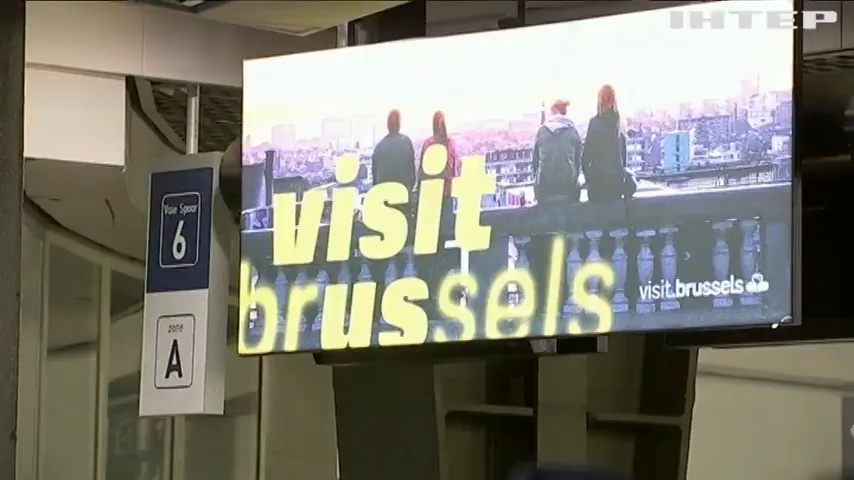 ІНТЕР
Voie Spoor
6
zone
A
visit
brussels
visit.brussels